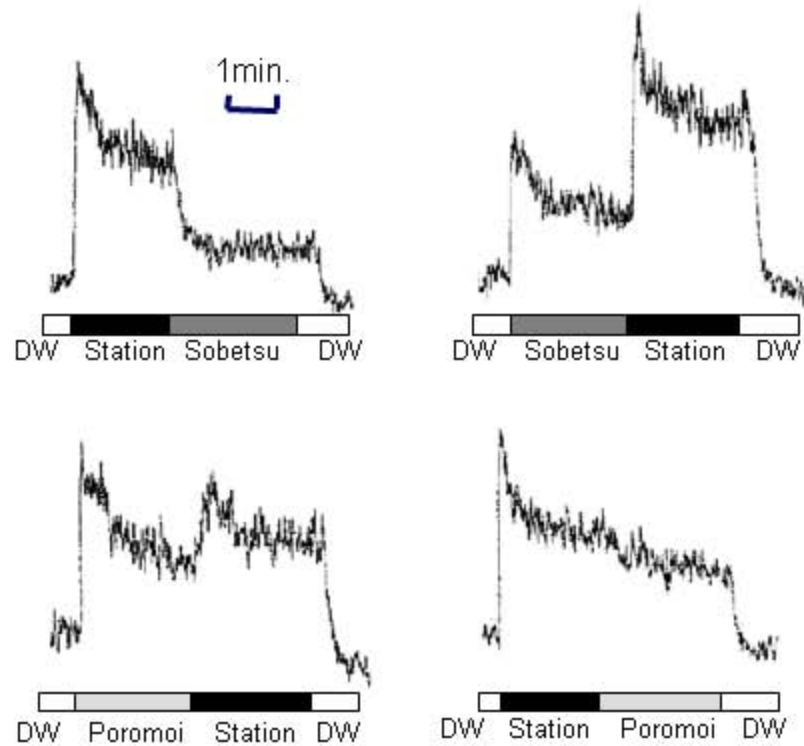 1min.
DW Station Sobetsu DW
DW Sobetsu Station DW
DW Poromoi Station DW
DW Station Poromoi DW